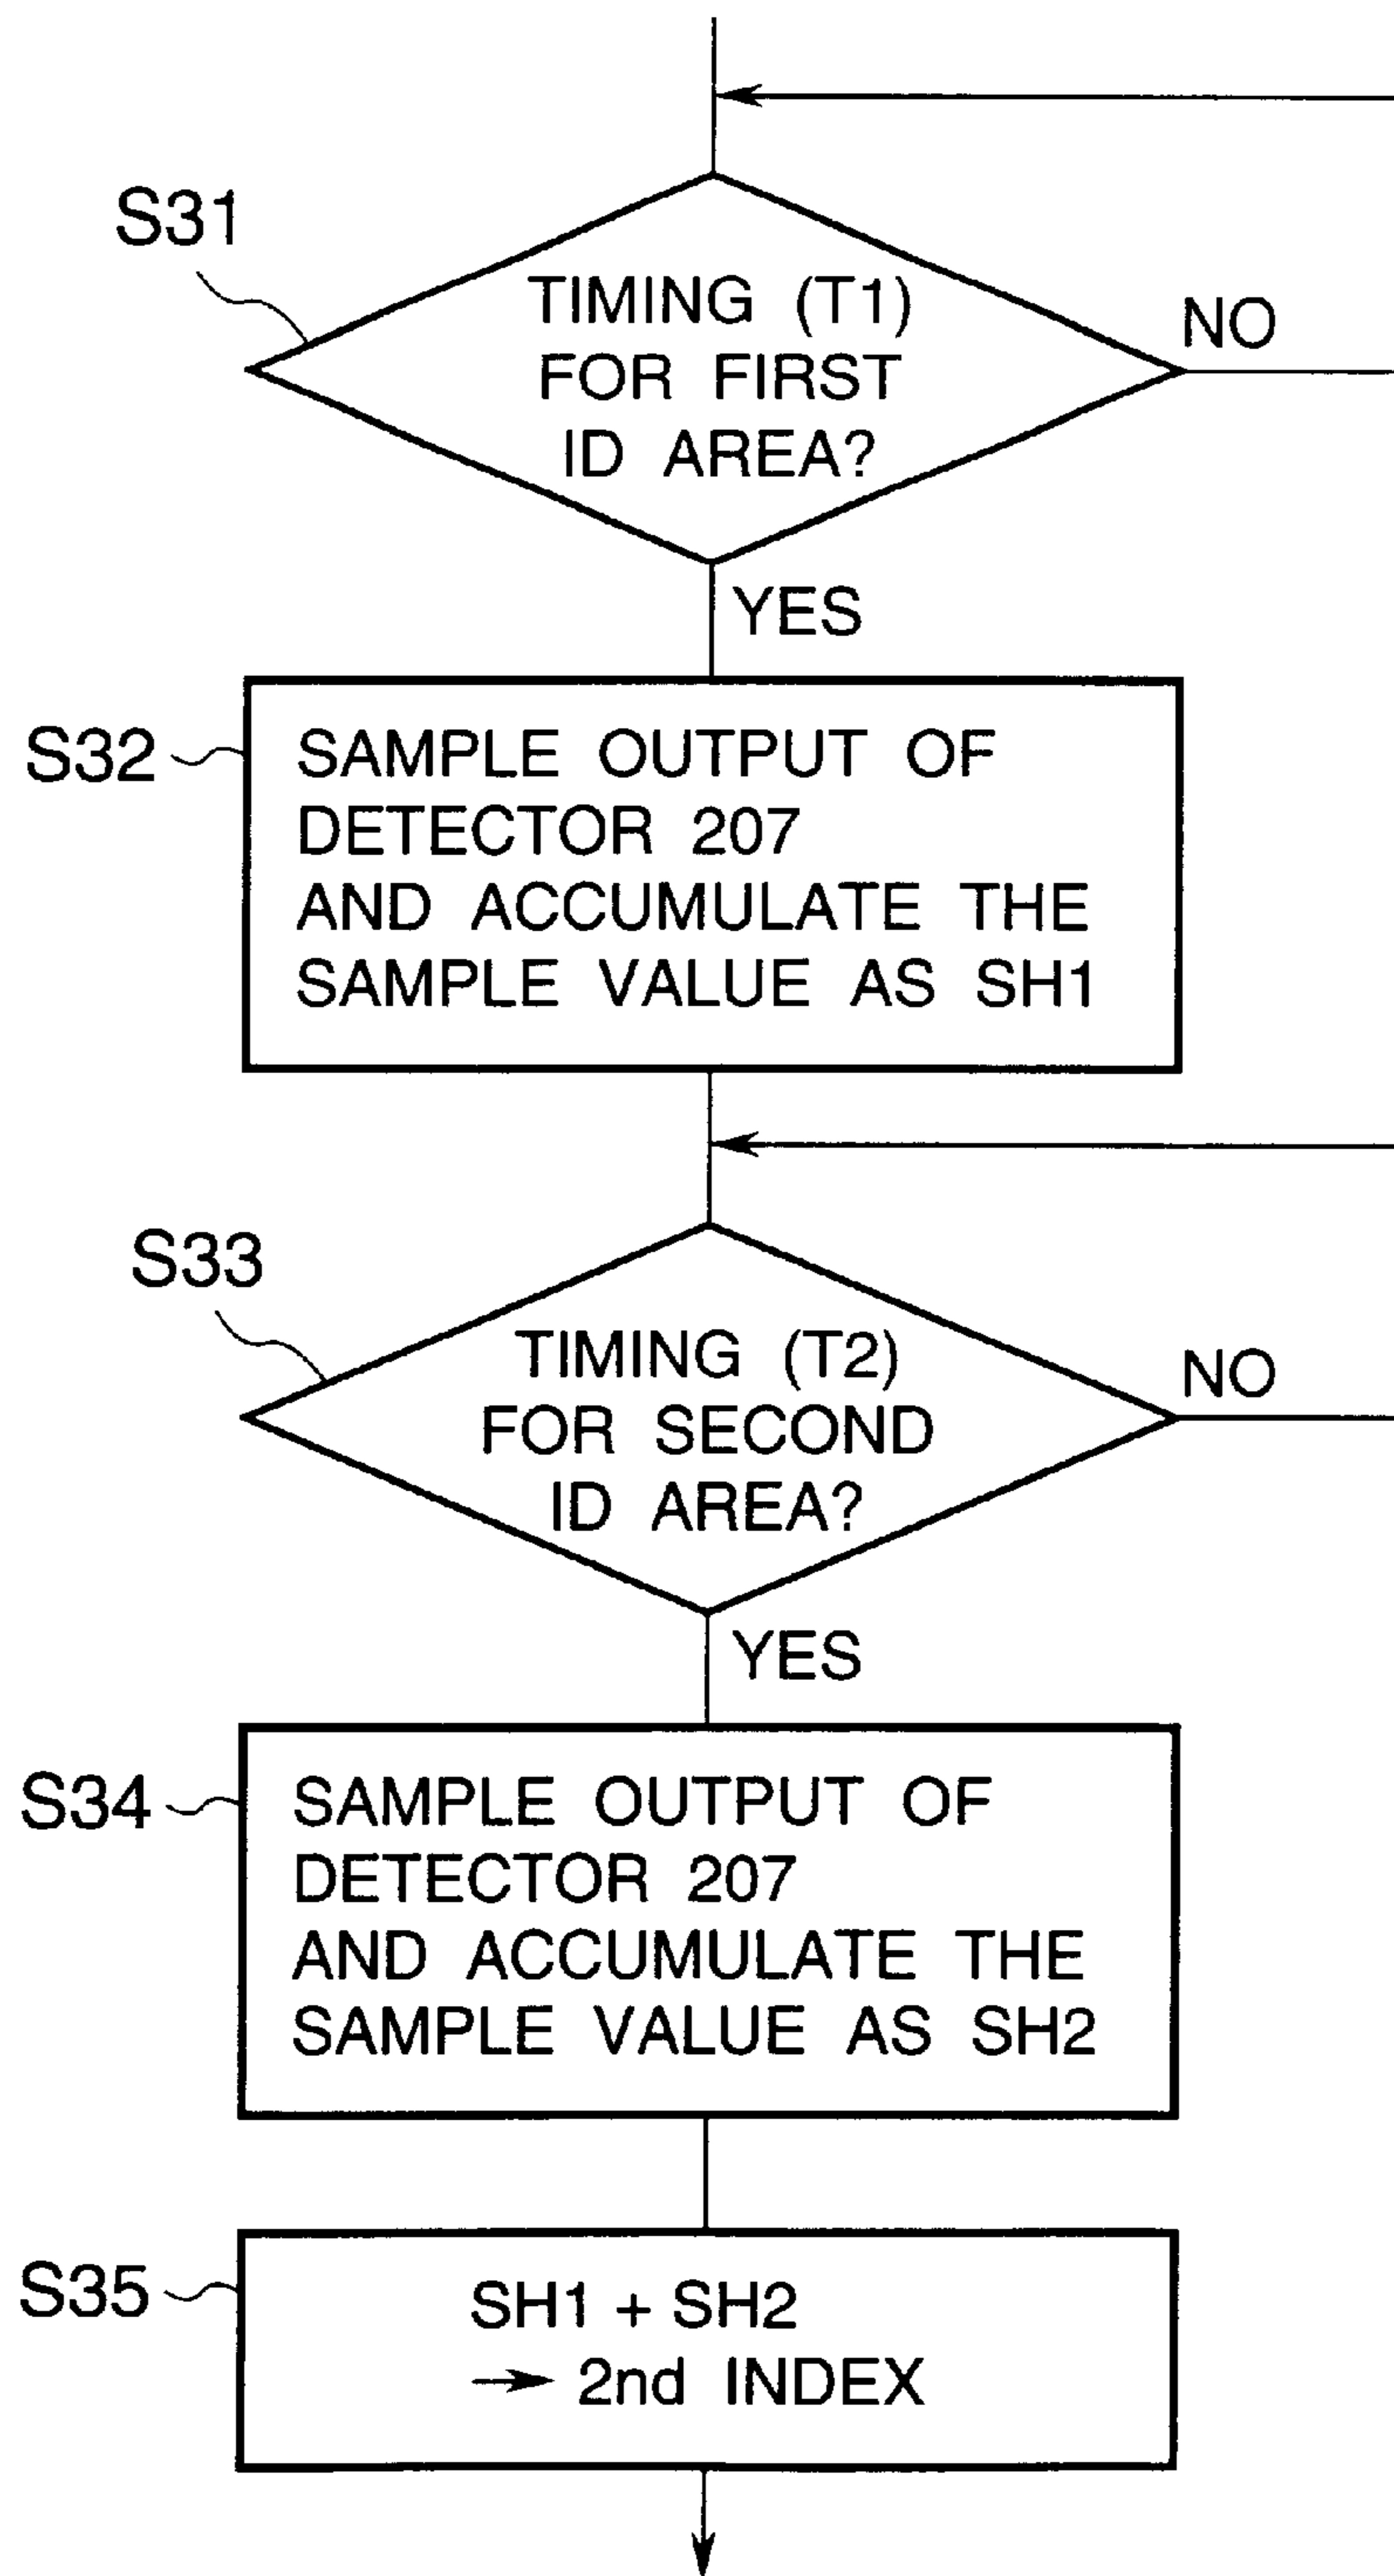 S31
TIMING (T1)
FOR FIRST
ID AREA?
NO
YES
S32
SAMPLE OUTPUT OF
DETECTOR 207
AND ACCUMULATE THE
SAMPLE VALUE AS SH1
S33
TIMING (T2)
FOR SECOND
ID AREA?
NO
YES
S34
SAMPLE OUTPUT OF
DETECTOR 207
AND ACCUMULATE THE
SAMPLE VALUE AS SH2
S35
SH1 + SH2
→ 2nd INDEX